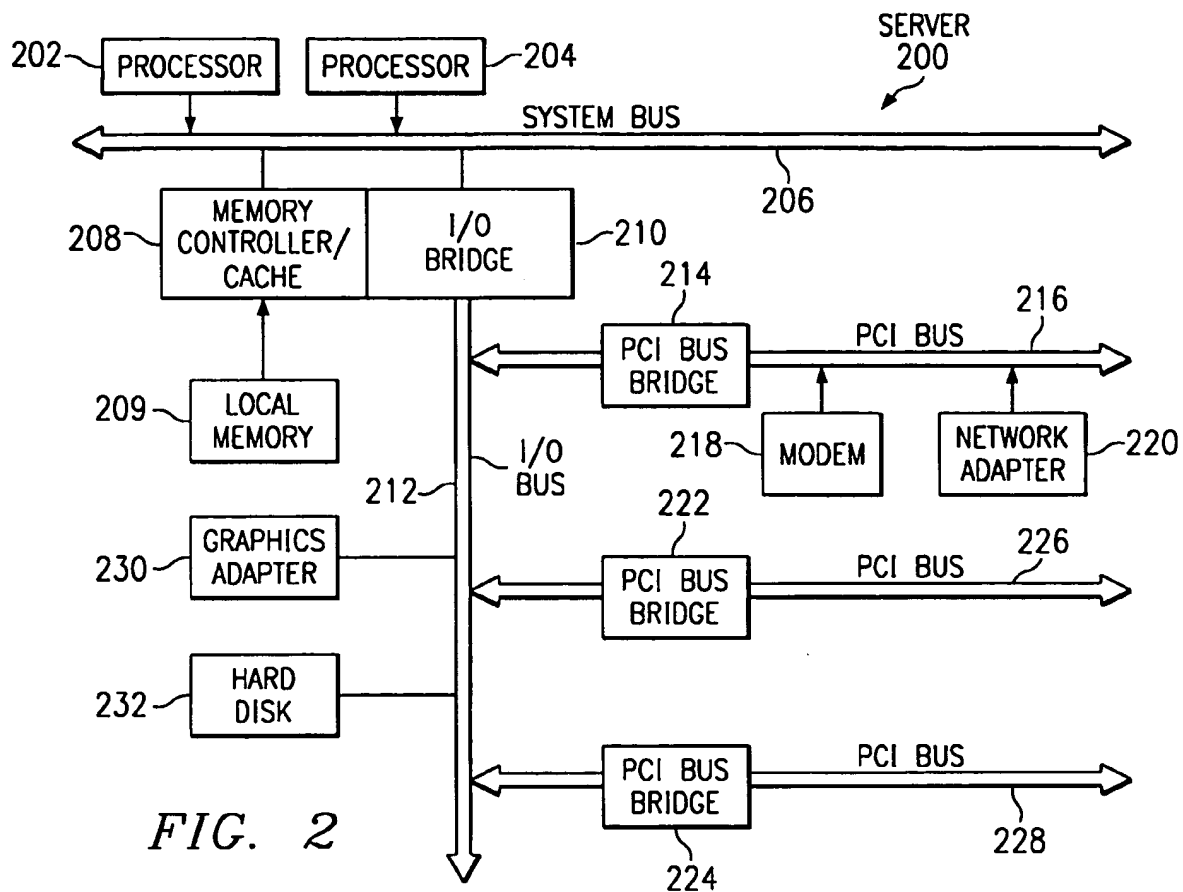 SERVER
200
202
PROCESSOR
PROCESSOR
204
SYSTEM BUS
206
208
MEMORY
CONTROLLER/
CACHE
I/O
BRIDGE
210
214
PCI BUS
BRIDGE
PCI BUS
216
209
LOCAL
MEMORY
212
I/O
BUS
218
MODEM
NETWORK
ADAPTER
220
222
230
GRAPHICS
ADAPTER
PCI BUS
BRIDGE
PCI BUS
226
232
HARD
DISK
PCI BUS
BRIDGE
PCI BUS
224
228
FIG. 2